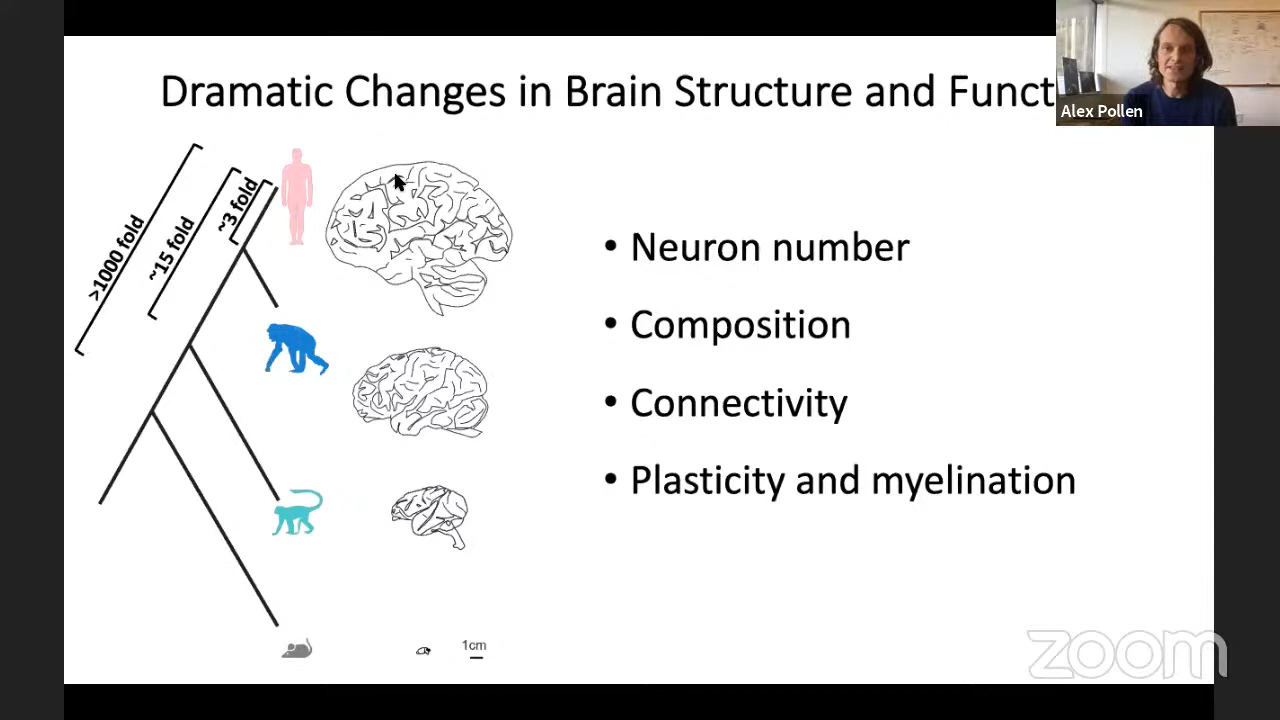 Dramatic Changes in Brain Structure and Funct
Alex Pollen
>1000 fold
~15 fold
~3 fold
• Neuron number
• Composition
• Connectivity
• Plasticity and myelination
1cm
zoom